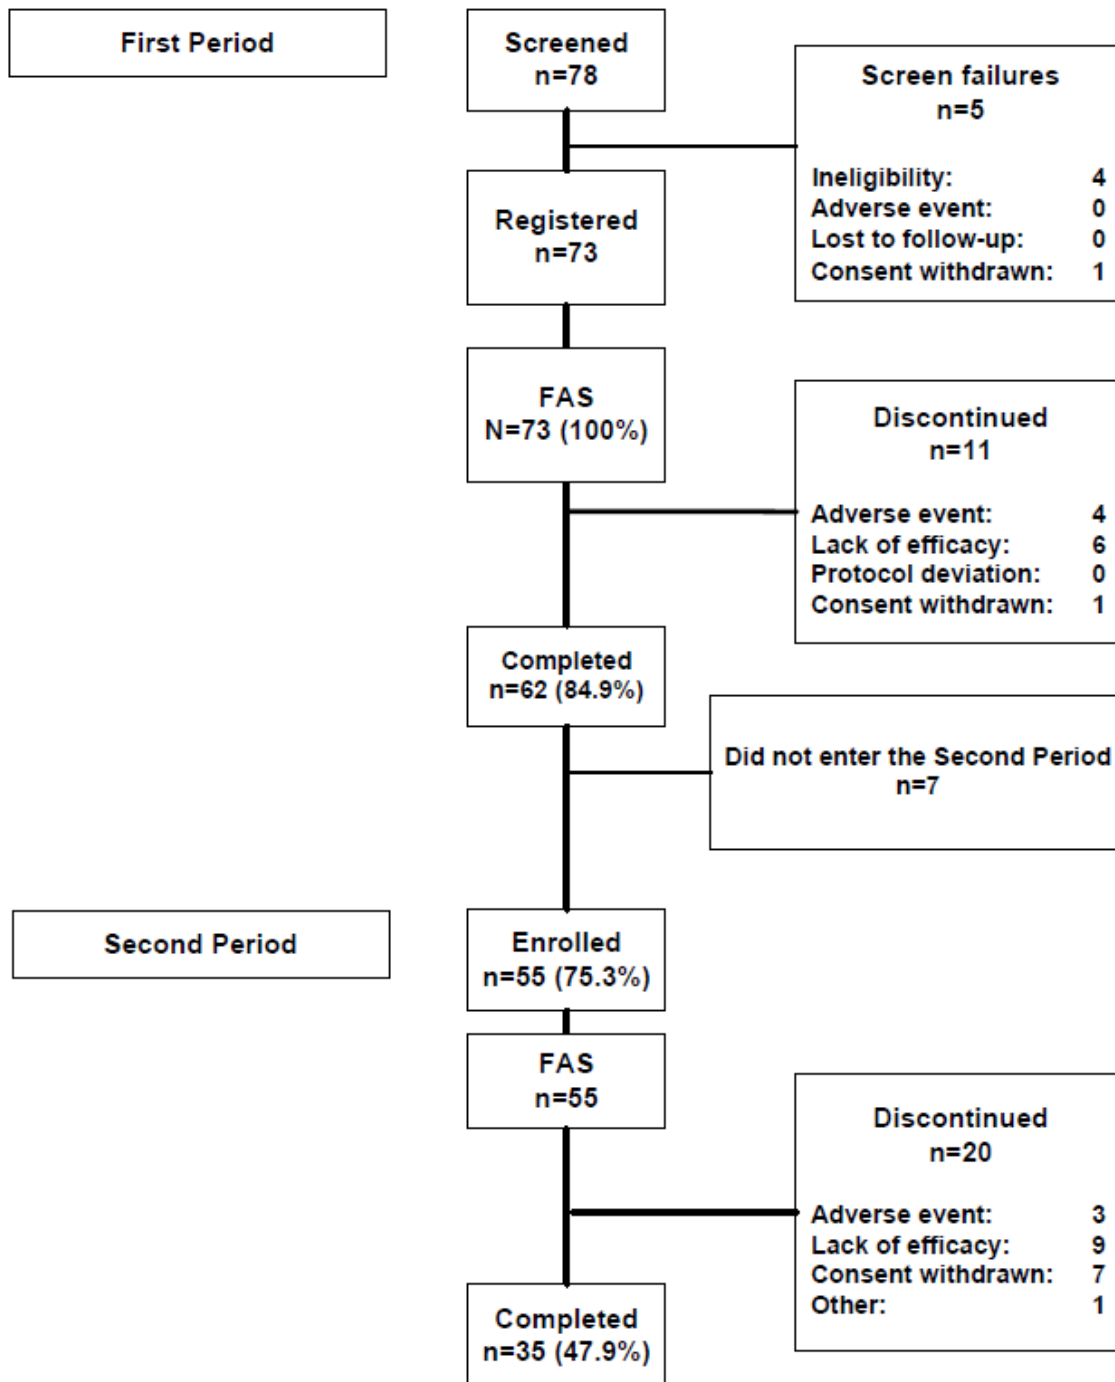 First Period
Screened
n=78
Screen failures
n=5
Ineligibility: 4
Adverse event: 0
Lost to follow-up: 0
Consent withdrawn: 1
Registered
n=73
FAS
N=73 (100%)
Discontinued
n=11
Adverse event: 4
Lack of efficacy: 6
Protocol deviation: 0
Consent withdrawn: 1
Completed
n=62 (84.9%)
Did not enter the Second Period
n=7
Second Period
Enrolled
n=55 (75.3%)
FAS
n=55
Discontinued
n=20
Adverse event: 3
Lack of efficacy: 9
Consent withdrawn: 7
Other: 1
Completed
n=35 (47.9%)